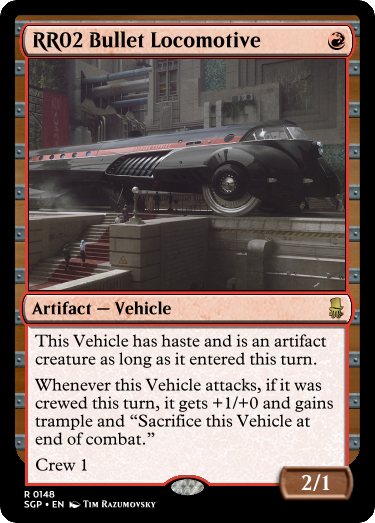 RR02 Bullet Locomotive
Artifact — Vehicle
This Vehicle has haste and is an artifact
creature as long as it entered this turn.
Whenever this Vehicle attacks, if it was
crewed this turn, it gets +1/+0 and gains
trample and “Sacrifice this Vehicle at
end of combat.”
Crew 1
2/1
R 0148
SGP • EN Tim Razumovsky